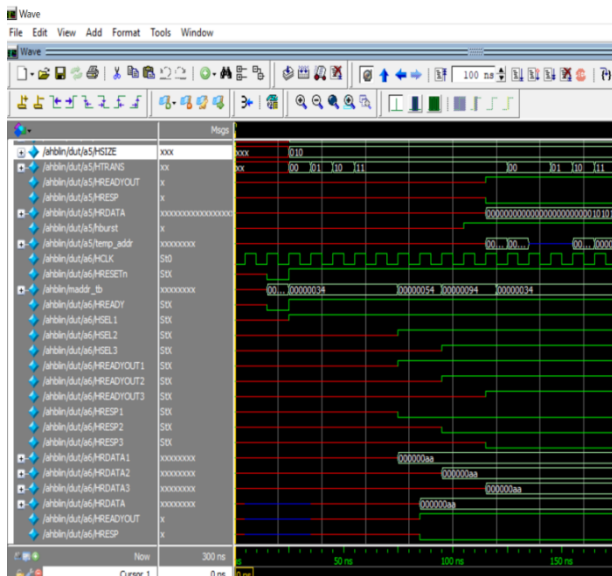 Wave
File Edit View Add Format Tools Window
Wave
100 ns
Msgs
/ahblin/dut/a5/HSIZE xxx xxx 010
/ahblin/dut/a5/HTRANS xx xx 00 01 10 11 00 01 10 11
/ahblin/dut/a5/HREADYOUT x
/ahblin/dut/a5/HRESP x
/ahblin/dut/a5/HRDATA xxxxxxxxxxxxxxxxx
/ahblin/dut/a5/hburst x
/ahblin/dut/a5/temp_addr xxxxxxxx 00... 00... 00...
/ahblin/dut/a6/HCLK St0
/ahblin/dut/a6/HRESETn StX
/ahblin/maddr_tb xxxxxxxx 00... 00000034 00000054 00000094 00000034
/ahblin/dut/a6/HREADY StX
/ahblin/dut/a6/HSEL1 StX
/ahblin/dut/a6/HSEL2 StX
/ahblin/dut/a6/HSEL3 StX
/ahblin/dut/a6/HREADYOUT1 StX
/ahblin/dut/a6/HREADYOUT2 StX
/ahblin/dut/a6/HREADYOUT3 StX
/ahblin/dut/a6/HRESP1 StX
/ahblin/dut/a6/HRESP2 StX
/ahblin/dut/a6/HRESP3 StX
/ahblin/dut/a6/HRDATA1 xxxxxxxx 000000aa
/ahblin/dut/a6/HRDATA2 xxxxxxxx 000000aa
/ahblin/dut/a6/HRDATA3 xxxxxxxx 000000aa
/ahblin/dut/a6/HRDATA xxxxxxxx 000000aa
/ahblin/dut/a6/HREADYOUT x
/ahblin/dut/a6/HRESP x
Now 300 ns 50 ns 100 ns 150 ns
Cursor 1 0 ns 0 ns